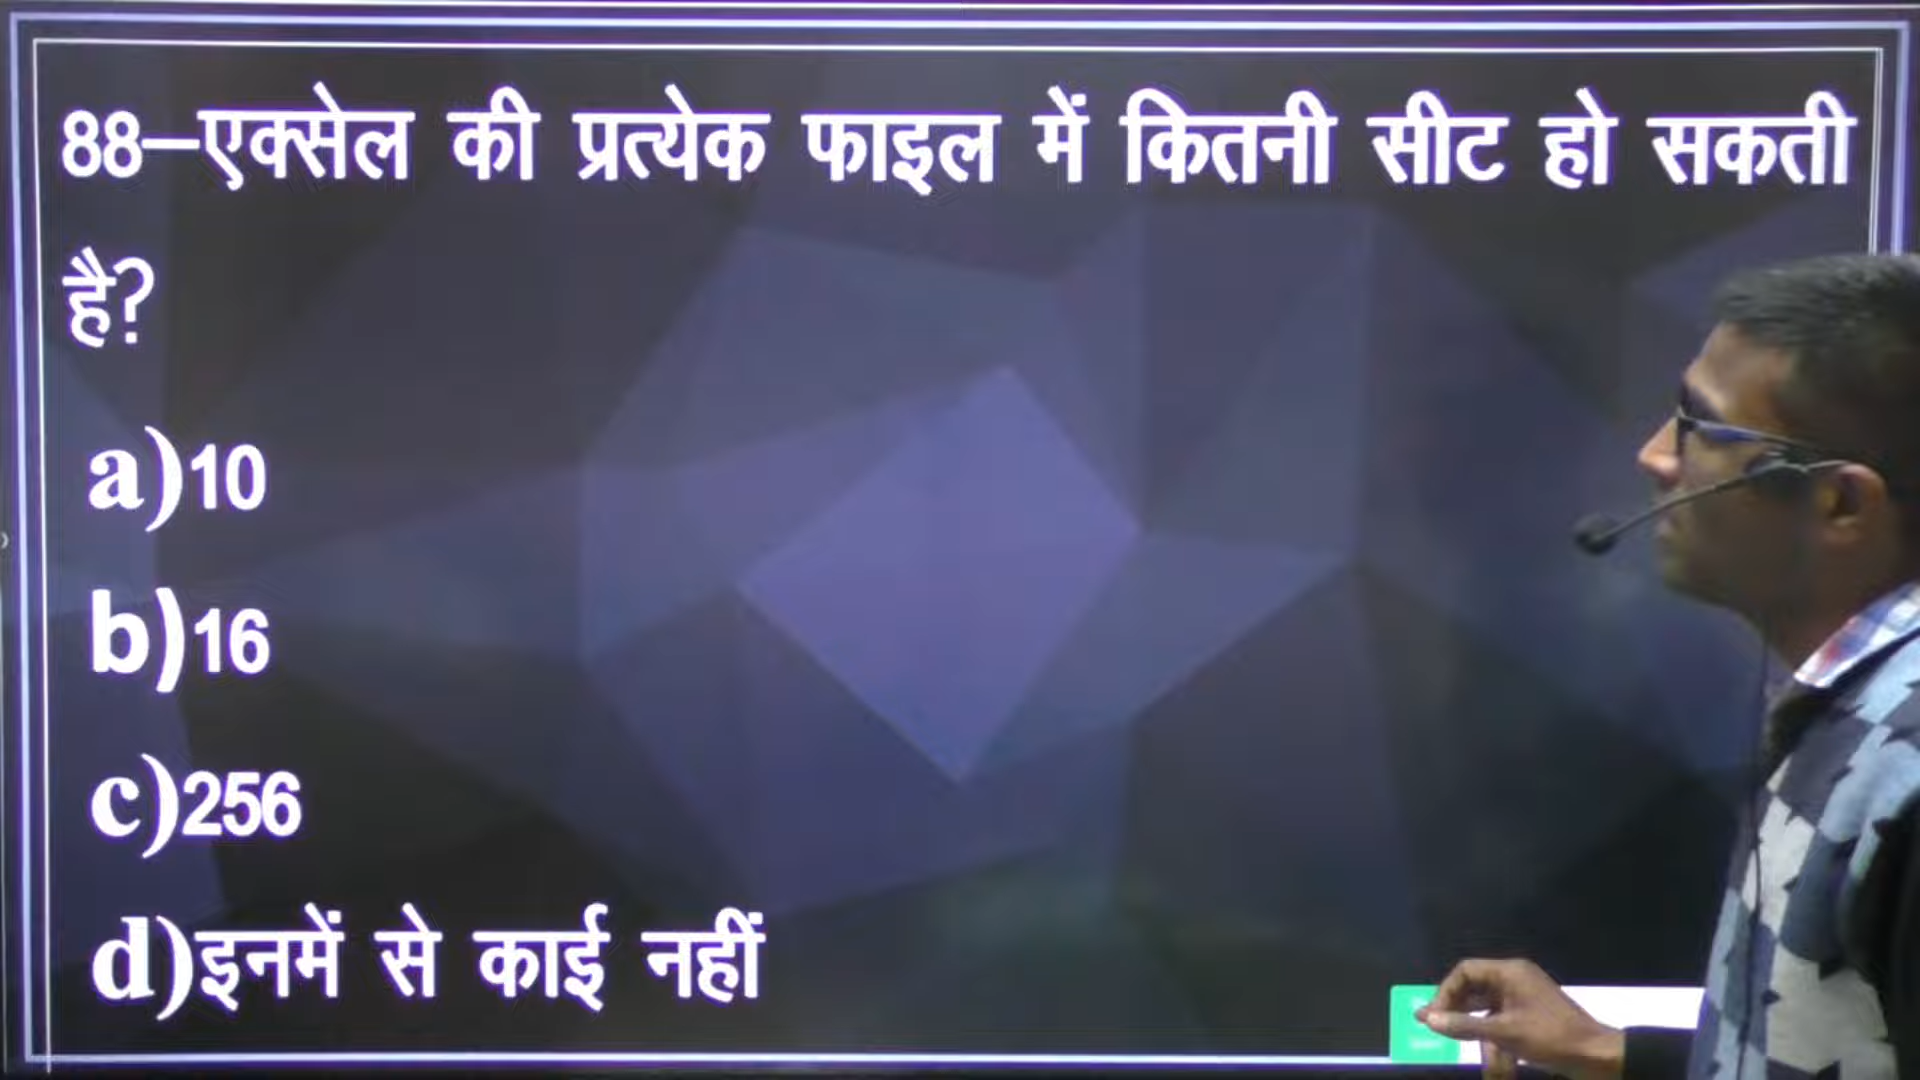 88–एक्सेल की प्रत्येक फाइल में कितनी सीट हो सकती
है?
a)10
b)16
c)256
d)इनमें से काई नहीं